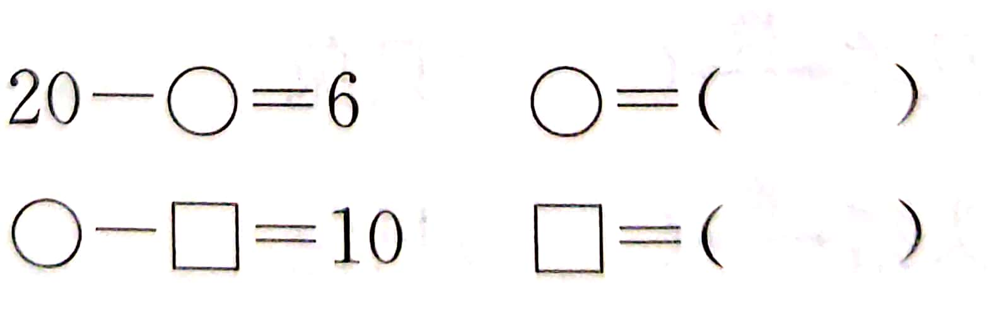 20-○=6 ○=( )
○-□=10 □=( )